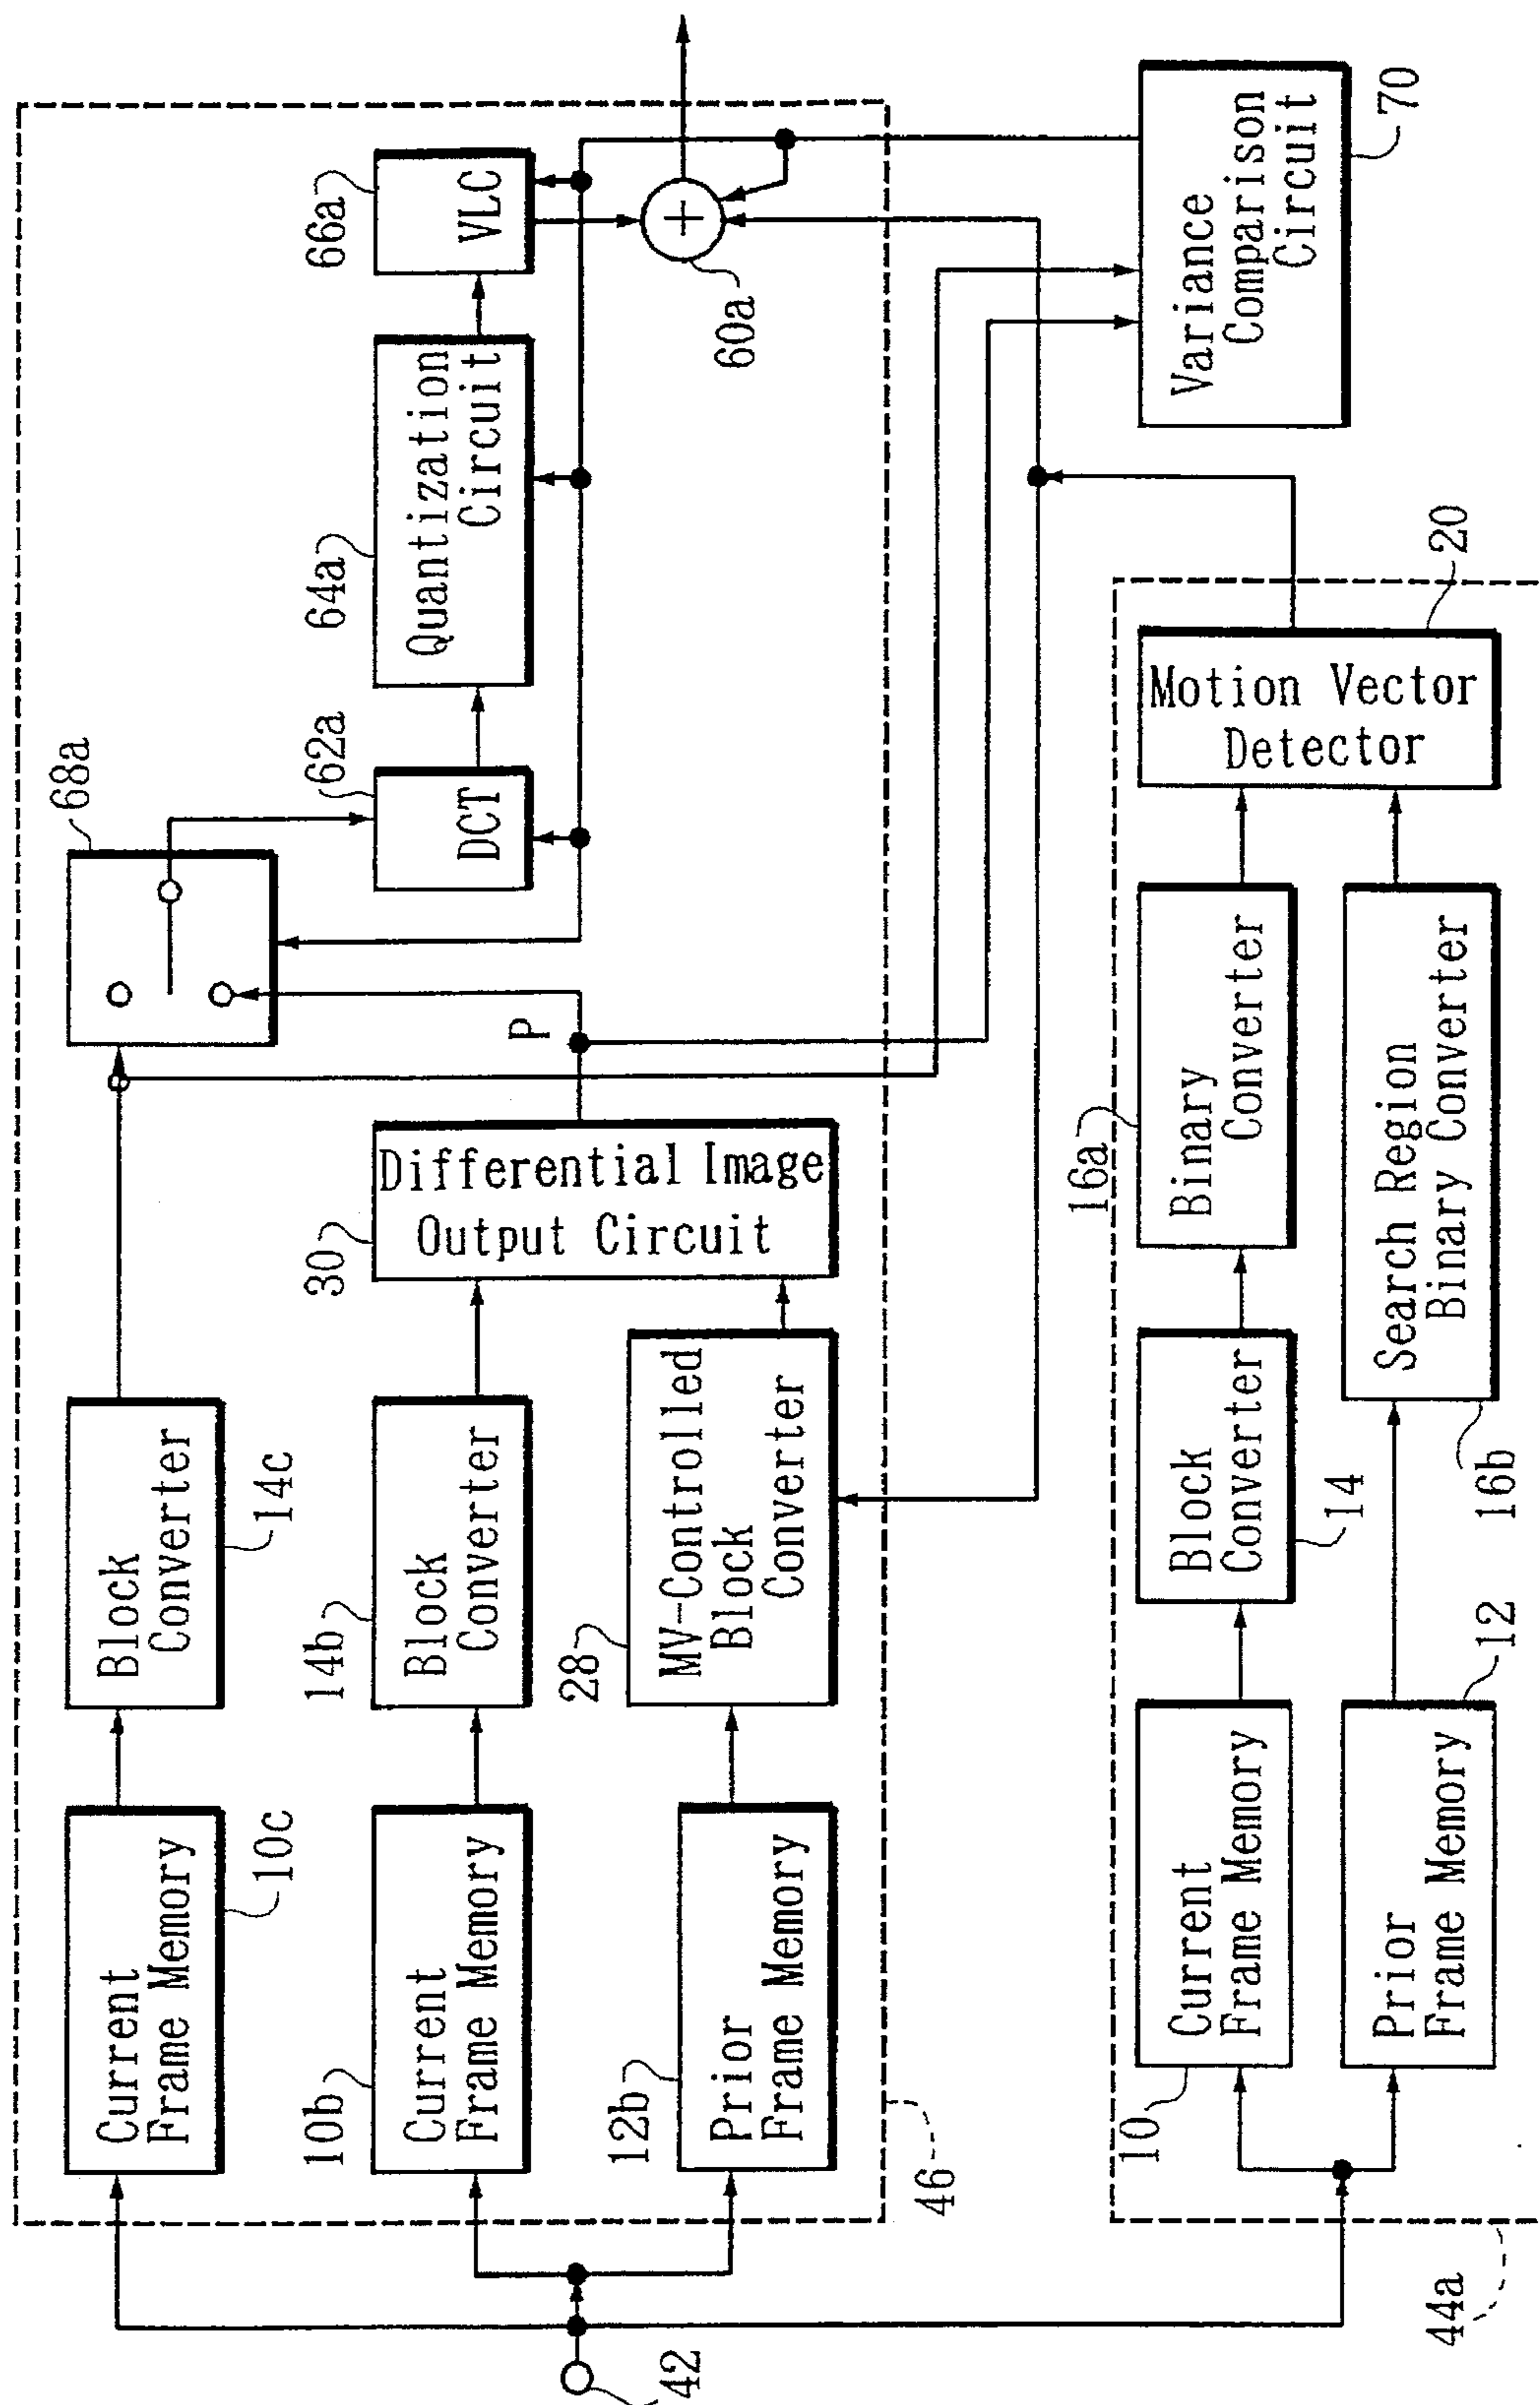 42
Current
Frame Memory
10c
Block
Converter
14c
68a
10b
Current
Frame Memory
14b
Block
Converter
30
Differential Image
Output Circuit
P
62a
DCT
64a
Quantization
Circuit
66a
VLC
12b
Prior
Frame Memory
28
MV-Controlled
Block
Converter
+
60a
46
10
Current
Frame Memory
Block
Converter
14
16a
Binary
Converter
Motion Vector
Detector
20
Prior
Frame Memory
12
Search Region
Binary Converter
16b
Variance
Comparison
Circuit
70
44a